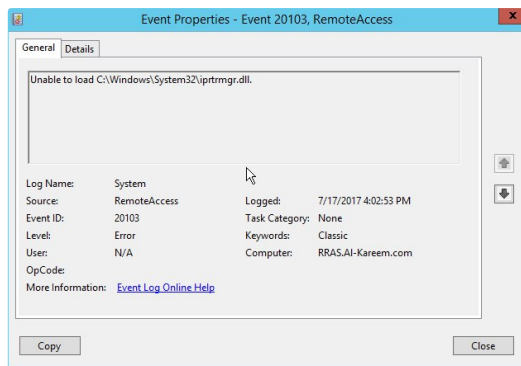 Event Properties - Event 20103, RemoteAccess
x
General Details
Unable to load C:\Windows\System32\iprtrmgr.dll.
Log Name: System
Source: RemoteAccess Logged: 7/17/2017 4:02:53 PM
Event ID: 20103 Task Category: None
Level: Error Keywords: Classic
User: N/A Computer: RRAS.Al-Kareem.com
OpCode:
More Information: Event Log Online Help
Copy Close